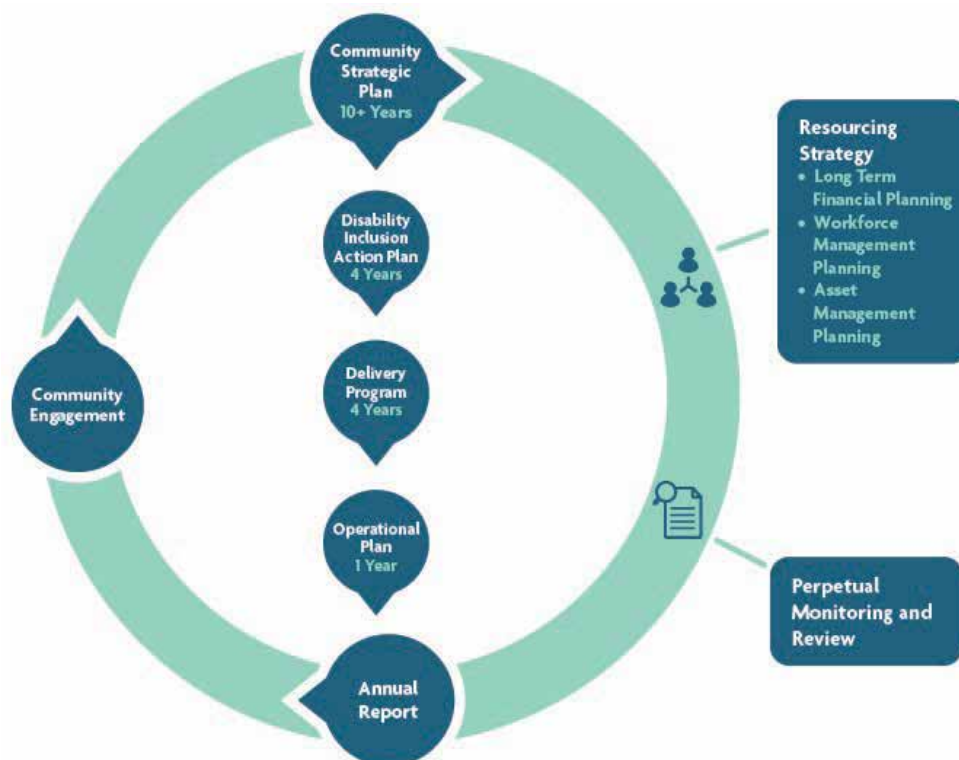 Community
Strategic
Plan
10+ Years
Resourcing
Strategy
• Long Term
Financial Planning
• Workforce
Management
Planning
• Asset
Management
Planning
Disability
Inclusion
Action Plan
4 Years
Community
Engagement
Delivery
Program
4 Years
Operational
Plan
1 Year
Perpetual
Monitoring and
Review
Annual
Report